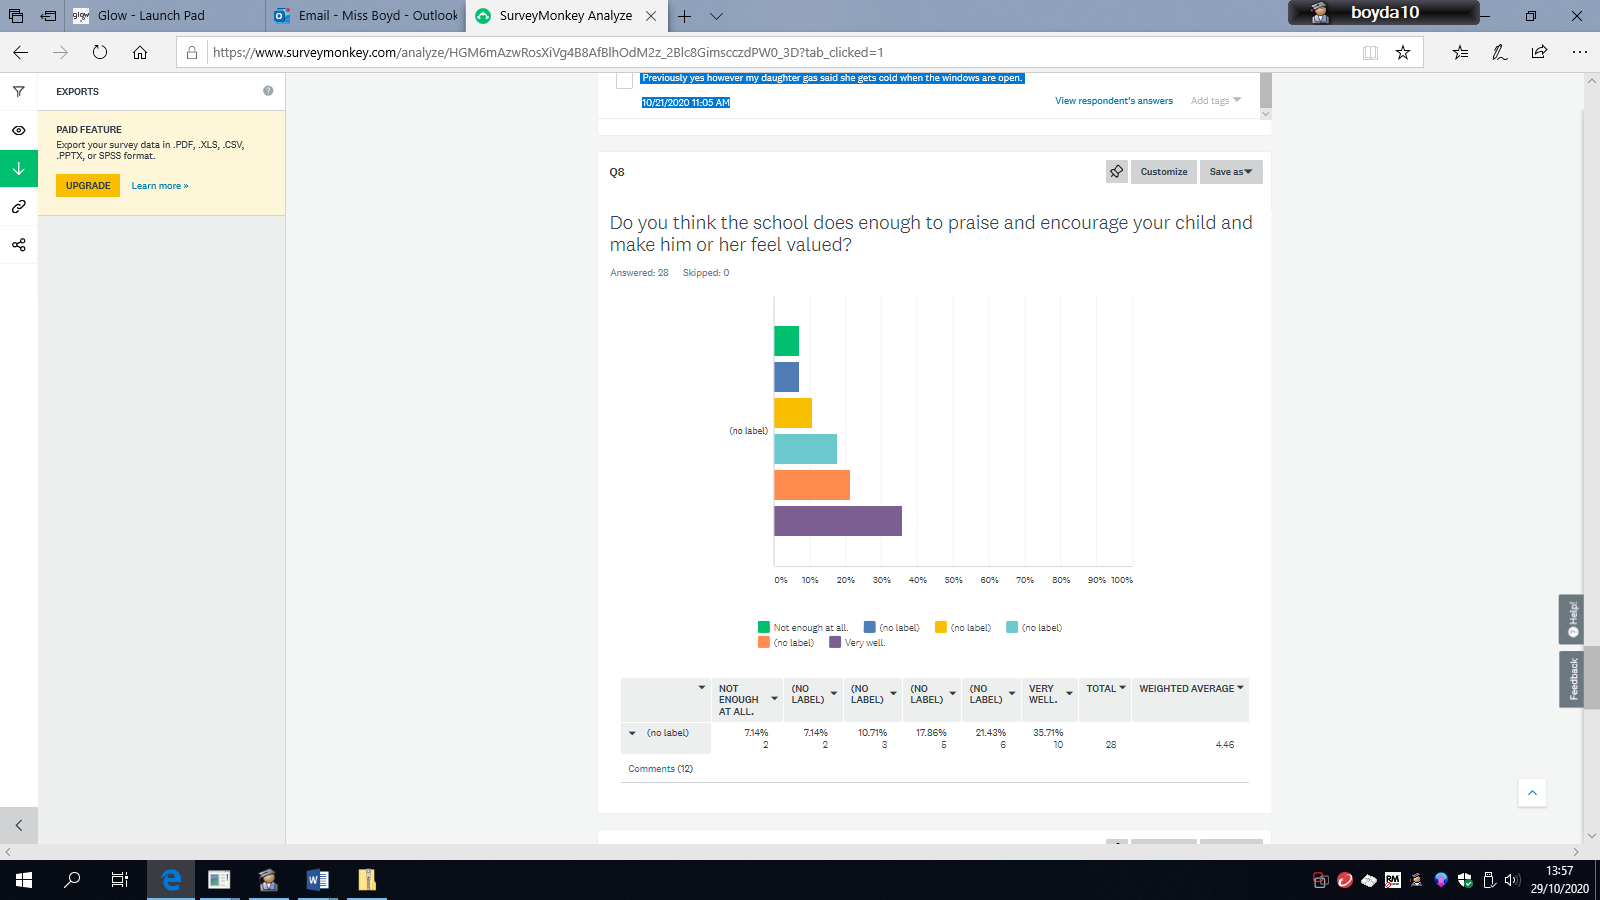 Glow - Launch Pad
Email - Miss Boyd - Outlook
SurveyMonkey Analyze
boyda10
https://www.surveymonkey.com/analyze/HGM6mAzwRosXiVg4B8AfBlhOdM2z_2Blc8GimscczdPW0_3D?tab_clicked=1
EXPORTS
PAID FEATURE
Export your survey data in .PDF, .XLS, .CSV,
.PPTX, or SPSS format.
UPGRADE Learn more »
Previously yes however my daughter gas said she gets cold when the windows are open.
10/21/2020 11:05 AM View respondent's answers Add tags
Q8 Customize Save as
Do you think the school does enough to praise and encourage your child and
make him or her feel valued?
Answered: 28 Skipped: 0
(no label)
0% 10% 20% 30% 40% 50% 60% 70% 80% 90% 100%
Not enough at all. (no label) (no label) (no label)
(no label) Very well.
NOT ENOUGH AT ALL. (NO LABEL) (NO LABEL) (NO LABEL) (NO LABEL) VERY WELL. TOTAL WEIGHTED AVERAGE
(no label) 7.14% 7.14% 10.71% 17.86% 21.43% 35.71%
2 2 3 5 6 10 28 4.46
Comments (12)
Help!
Feedback
13:57
29/10/2020